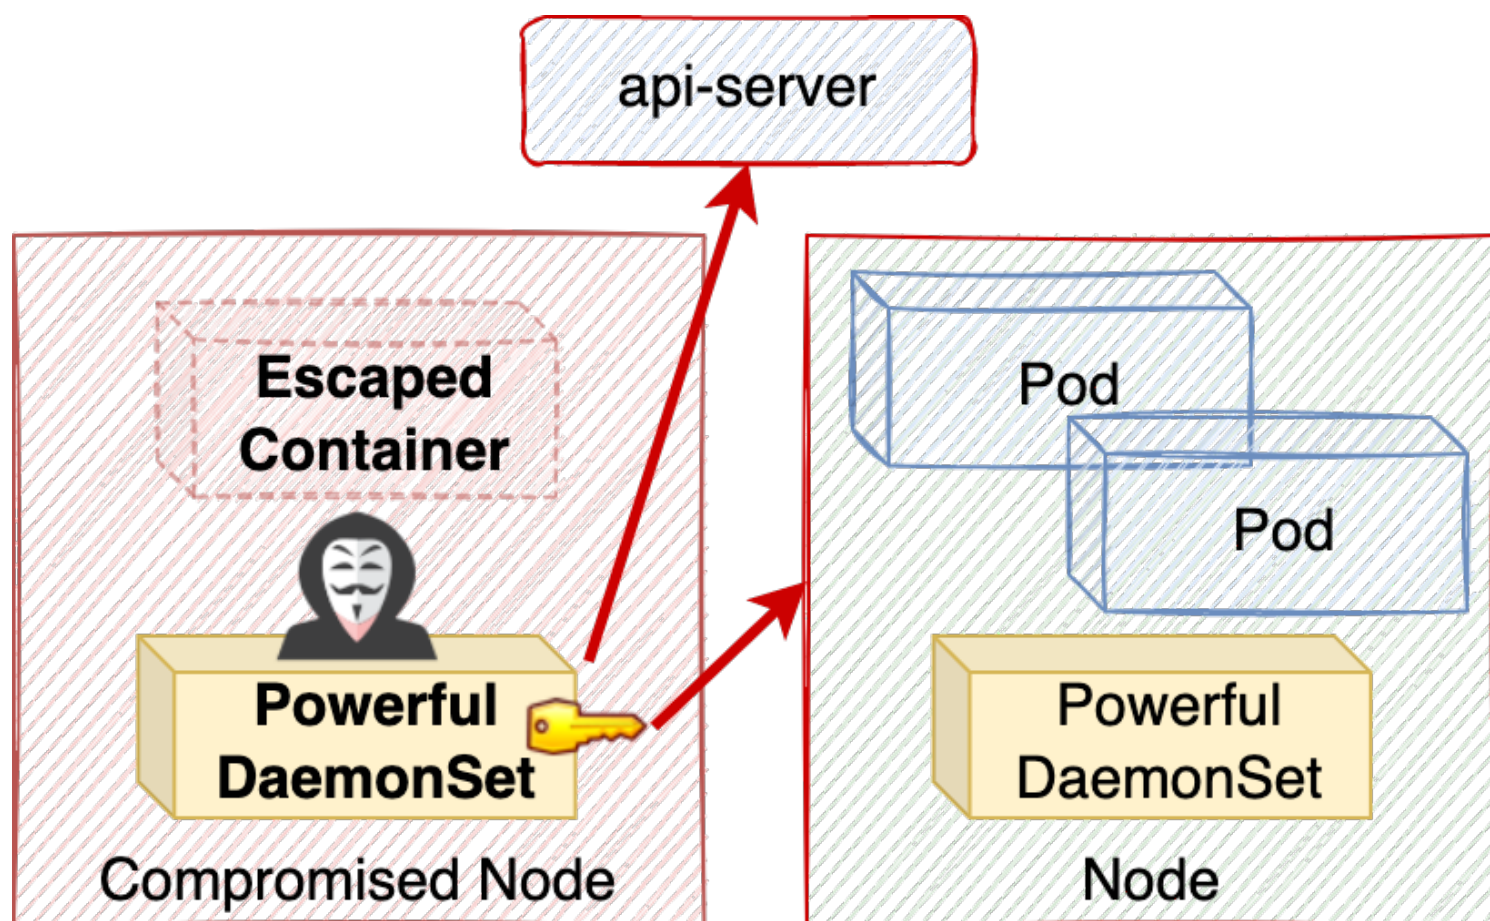 api-server
Escaped
Container
Powerful
DaemonSet
Compromised Node
Pod
Pod
Powerful
DaemonSet
Node